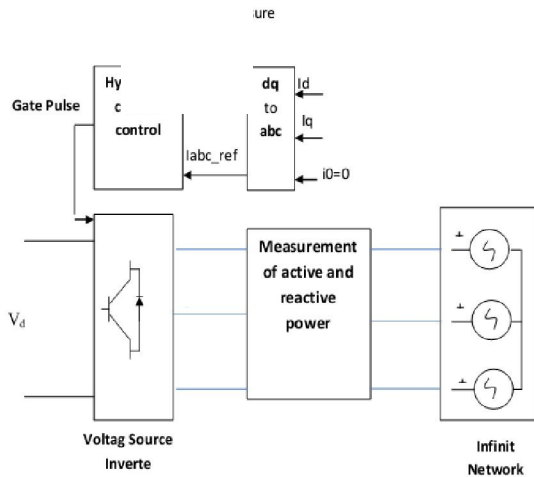 ure
Hy
c
control
dq
to
abc
Id
Iq
i0=0
Gate Pulse
Iabc_ref
Vd
Measurement
of active and
reactive
power
Voltag Source
Inverte
Infinit
Network